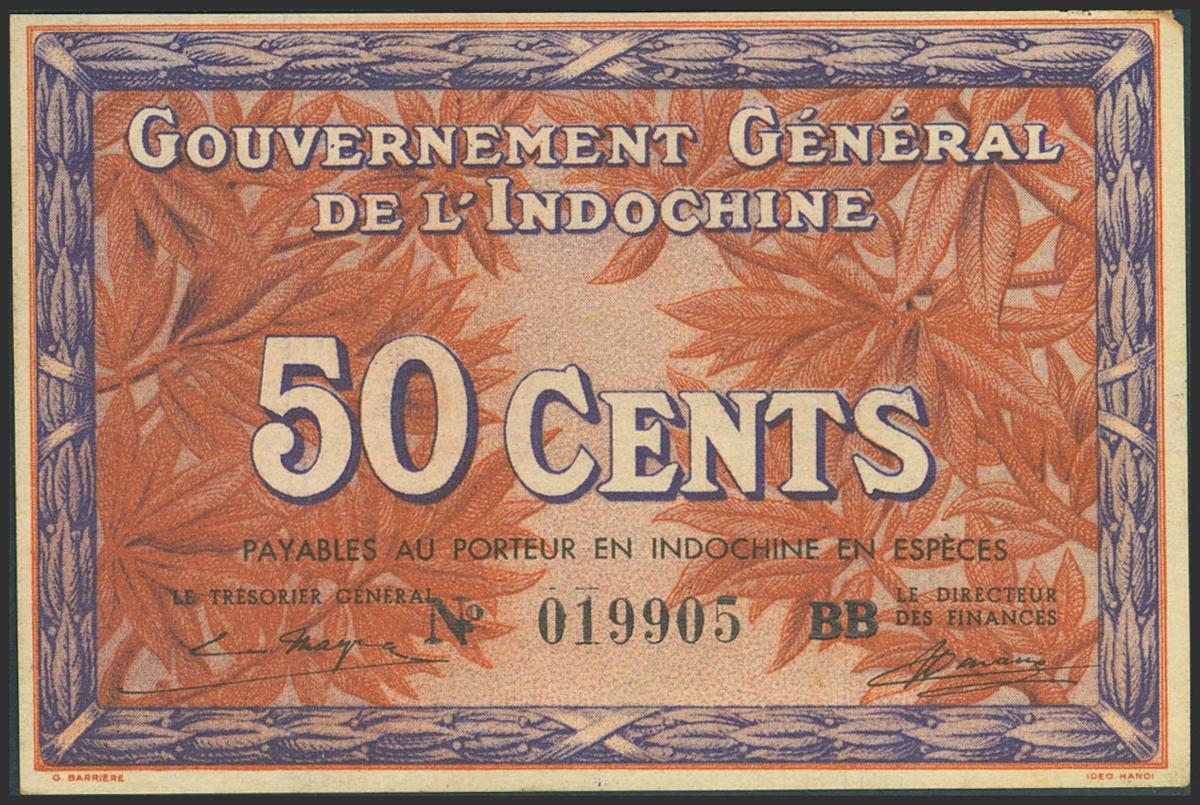 GOUVERNEMENT GÉNÉRAL
DE L'INDOCHINE
50 CENTS
PAYABLES AU PORTEUR EN INDOCHINE EN ESPÈCES
LE TRÉSORIER GÉNÉRAL
Nº 019905 BB
LE DIRECTEUR
DES FINANCES
G. BARRIÈRE
IDEO. HANOI